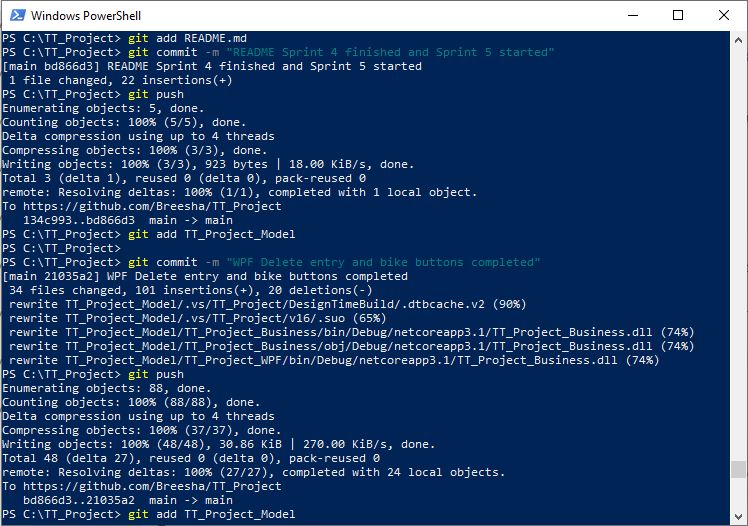 Windows PowerShell
PS C:\TT_Project> git add README.md
PS C:\TT_Project> git commit -m "README Sprint 4 finished and Sprint 5 started"
[main bd866d3] README Sprint 4 finished and Sprint 5 started
 1 file changed, 22 insertions(+)
PS C:\TT_Project> git push
Enumerating objects: 5, done.
Counting objects: 100% (5/5), done.
Delta compression using up to 4 threads
Compressing objects: 100% (3/3), done.
Writing objects: 100% (3/3), 923 bytes | 18.00 KiB/s, done.
Total 3 (delta 1), reused 0 (delta 0), pack-reused 0
remote: Resolving deltas: 100% (1/1), completed with 1 local object.
To https://github.com/Breesha/TT_Project
   134c993..bd866d3  main -> main
PS C:\TT_Project> git add TT_Project_Model
PS C:\TT_Project>
PS C:\TT_Project> git commit -m "WPF Delete entry and bike buttons completed"
[main 21035a2] WPF Delete entry and bike buttons completed
 34 files changed, 101 insertions(+), 20 deletions(-)
 rewrite TT_Project_Model/.vs/TT_Project/DesignTimeBuild/.dtbcache.v2 (90%)
 rewrite TT_Project_Model/.vs/TT_Project/v16/.suo (65%)
 rewrite TT_Project_Model/TT_Project_Business/bin/Debug/netcoreapp3.1/TT_Project_Business.dll (74%)
 rewrite TT_Project_Model/TT_Project_Business/obj/Debug/netcoreapp3.1/TT_Project_Business.dll (74%)
 rewrite TT_Project_Model/TT_Project_WPF/bin/Debug/netcoreapp3.1/TT_Project_Business.dll (74%)
PS C:\TT_Project> git push
Enumerating objects: 88, done.
Counting objects: 100% (88/88), done.
Delta compression using up to 4 threads
Compressing objects: 100% (37/37), done.
Writing objects: 100% (48/48), 30.86 KiB | 270.00 KiB/s, done.
Total 48 (delta 27), reused 0 (delta 0), pack-reused 0
remote: Resolving deltas: 100% (27/27), completed with 24 local objects.
To https://github.com/Breesha/TT_Project
   bd866d3..21035a2  main -> main
PS C:\TT_Project> git add TT_Project_Model